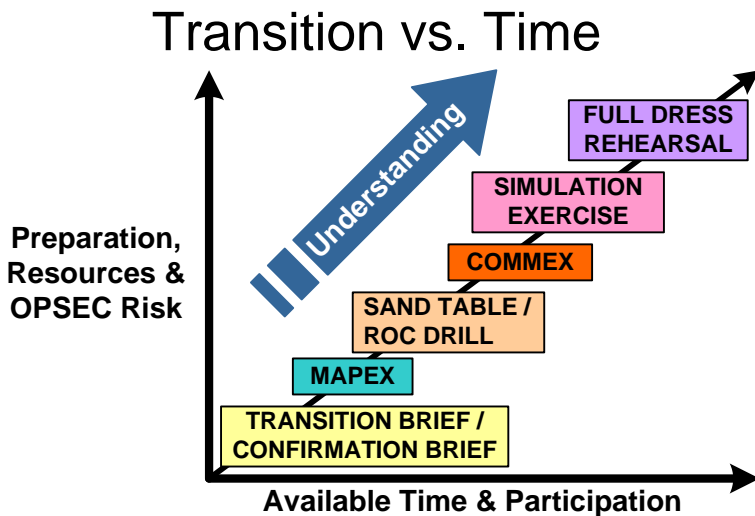 Transition vs. Time
FULL DRESS
REHEARSAL
Understanding
SIMULATION
EXERCISE
Preparation,
Resources &
OPSEC Risk
COMMEX
SAND TABLE /
ROC DRILL
MAPEX
TRANSITION BRIEF /
CONFIRMATION BRIEF
Available Time & Participation